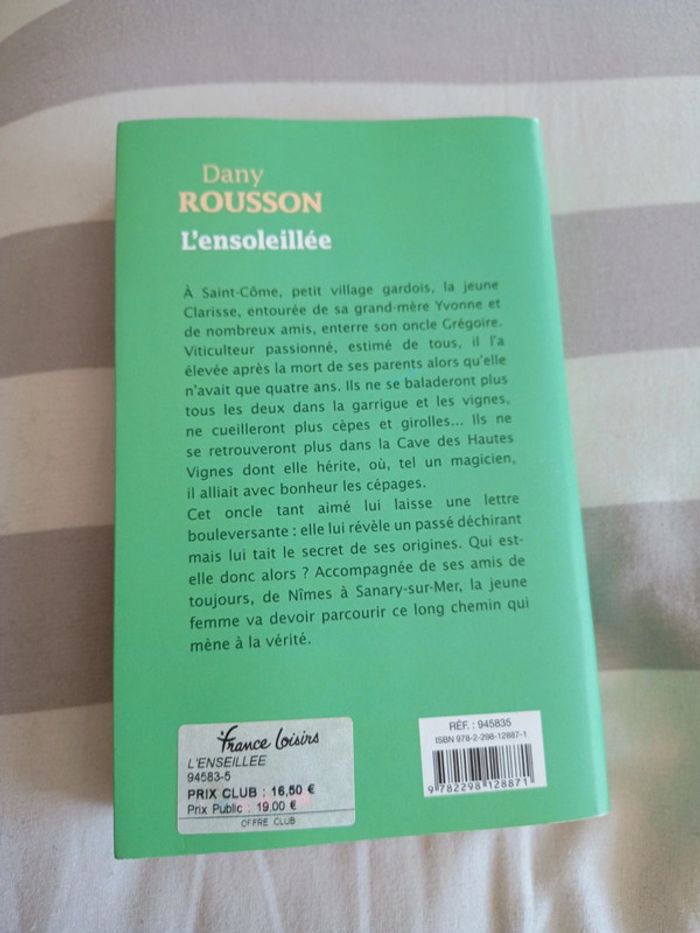 Dany
ROUSSON
L'ensoleillée
À Saint-Côme, petit village gardois, la jeune
Clarisse, entourée de sa grand-mère Yvonne et
de nombreux amis, enterre son oncle Grégoire.
Viticulteur passionné, estimé de tous, il l'a
élevée après la mort de ses parents alors qu'elle
n'avait que quatre ans. Ils ne se baladeront plus
tous les deux dans la garrigue et les vignes,
ne cueilleront plus cèpes et girolles... Ils ne
se retrouveront plus dans la Cave des Hautes
Vignes dont elle hérite, où, tel un magicien,
il alliait avec bonheur les cépages.
Cet oncle tant aimé lui laisse une lettre
bouleversante : elle lui révèle un passé déchirant
mais lui tait le secret de ses origines. Qui est-
elle donc alors ? Accompagnée de ses amis de
toujours, de Nîmes à Sanary-sur-Mer, la jeune
femme va devoir parcourir ce long chemin qui
mène à la vérité.
France Loisirs
L'ENSEILLEE
94583-5
PRIX CLUB : 16,50 €
Prix Public : 19,00 €
OFFRE CLUB
RÉF. : 945835
ISBN 978-2-298-12887-1
9 782298 128871